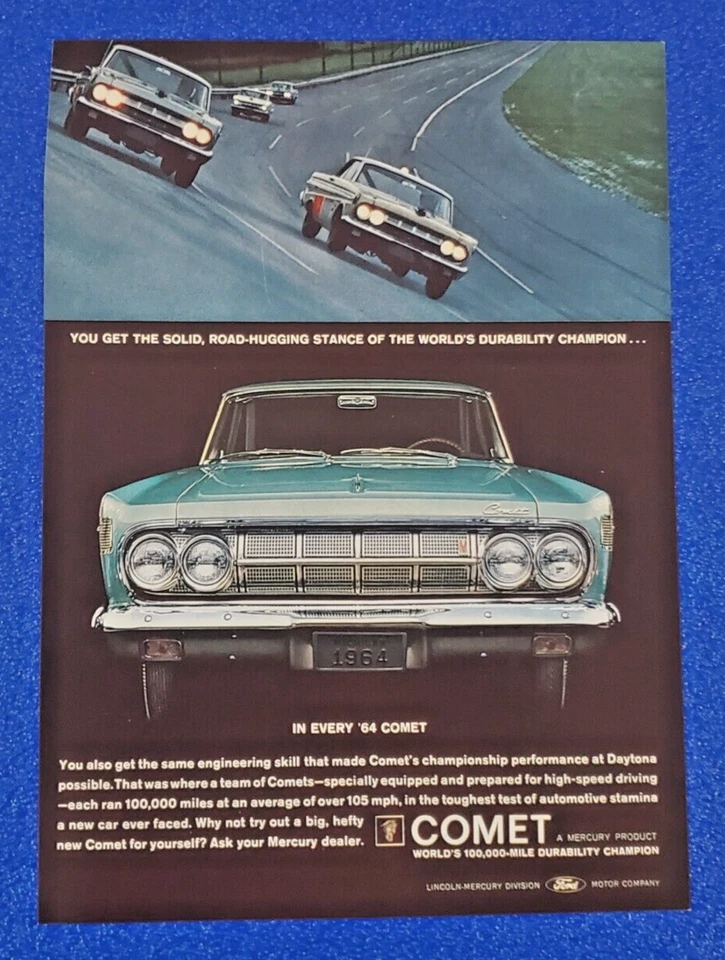 YOU GET THE SOLID, ROAD-HUGGING STANCE OF THE WORLD'S DURABILITY CHAMPION...
Comet
1964
IN EVERY '64 COMET
You also get the same engineering skill that made Comet's championship performance at Daytona
possible. That was where a team of Comets—specially equipped and prepared for high-speed driving
—each ran 100,000 miles at an average of over 105 mph, in the toughest test of automotive stamina
a new car ever faced. Why not try out a big, hefty
new Comet for yourself? Ask your Mercury dealer.
COMET A MERCURY PRODUCT
WORLD'S 100,000-MILE DURABILITY CHAMPION
LINCOLN-MERCURY DIVISION Ford MOTOR COMPANY